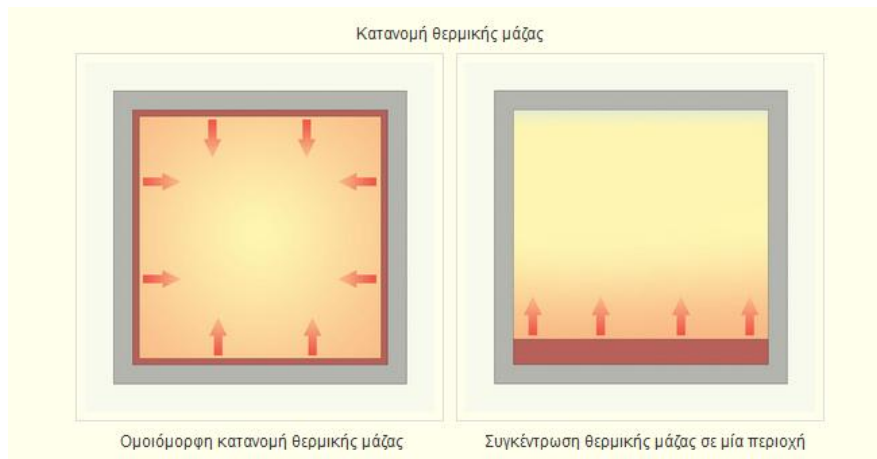 Κατανομή θερμικής μάζας
Ομοιόμορφη κατανομή θερμικής μάζας
Συγκέντρωση θερμικής μάζας σε μία περιοχή